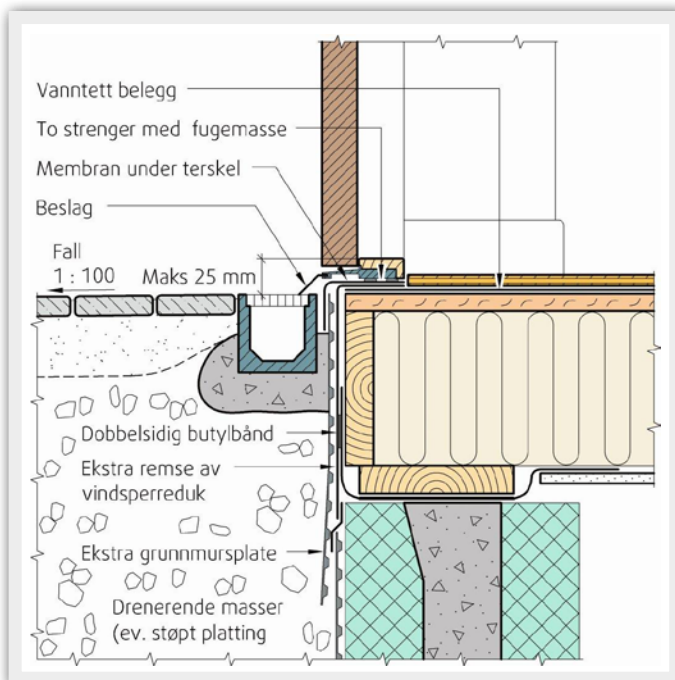 Vanntett belegg
To strenger med fugemasse
Membran under terskel
Beslag
Fall
1 : 100
Maks 25 mm
Dobbelsidig butylbånd
Ekstra remse av
vindsperreduk
Ekstra grunnmursplate
Drenerende masser
(ev. støpt platting